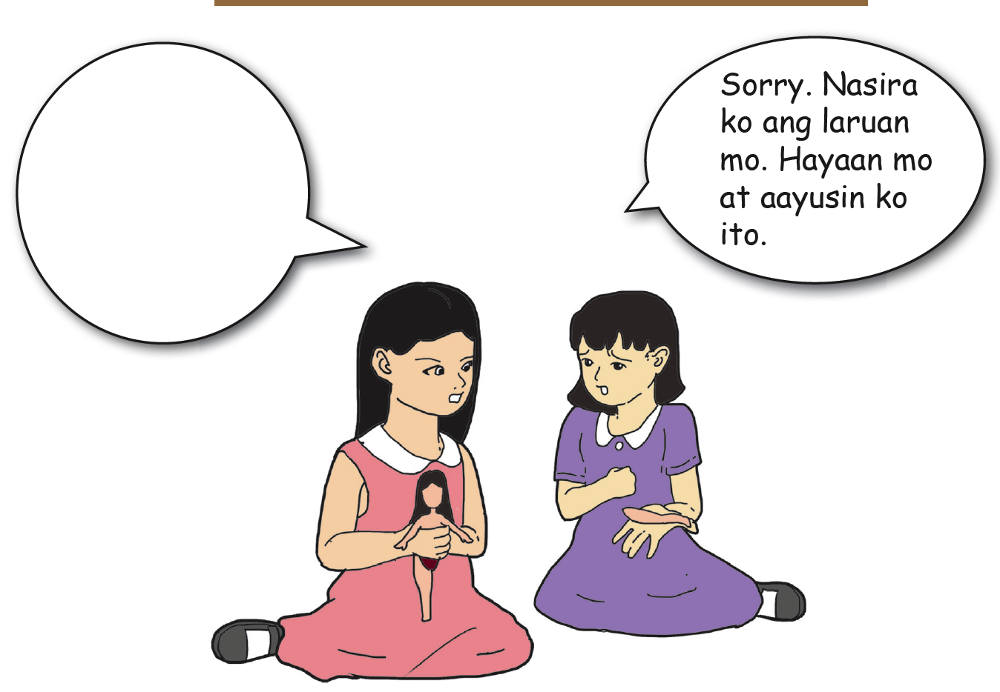 Sorry. Nasira
ko ang laruan
mo. Hayaan mo
at aayusin ko
ito.